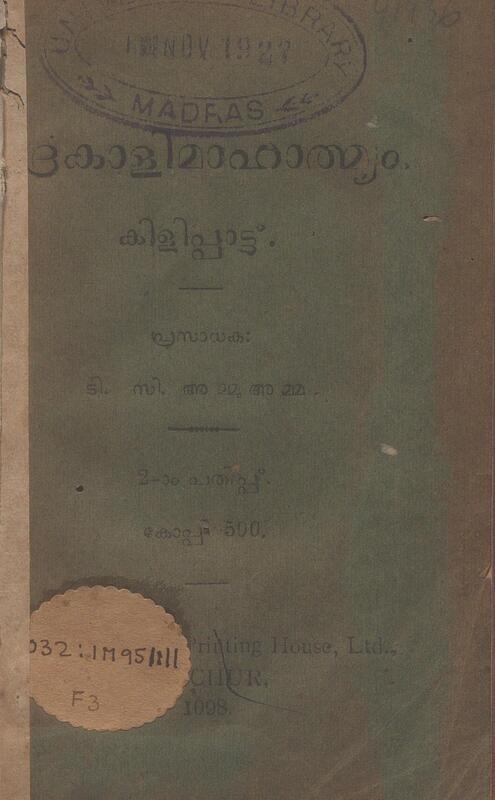 LIBRARY
NOV 1927
MADRAS
ദ്രകാളിമാഹാത്മ്യം.
കിളിപ്പാട്ട്.
പ്രസാധക:
ടി. സി. അമ്മുഅമ്മ.
2-ാം പതിപ്പ്.
കോപ്പി 500.
Printing House, Ltd.,
CHUR.
1098.
032:1M95
F3